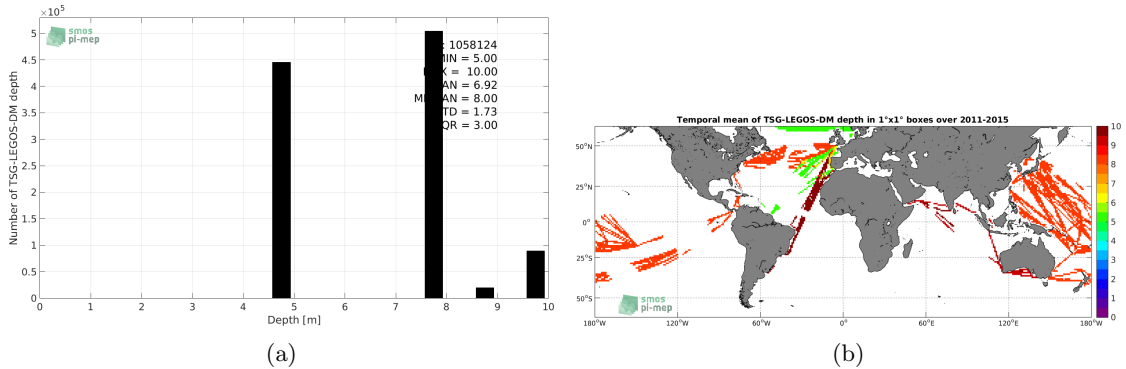 ×10⁵
5
4.5
4
3.5
3
2.5
2
1.5
1
0.5
0
0 1 2 3 4 5 6 7 8 9 10
Number of TSG-LEGOS-DM depth
Depth [m]
smos
pi-mep
: 1058124
MIN = 5.00
X = 10.00
AN = 6.92
M AN = 8.00
TD = 1.73
QR = 3.00
(a)
Temporal mean of TSG-LEGOS-DM depth in 1°x1° boxes over 2011-2015
50°N
25°N
0°
25°S
50°S
180°W 120°W 60°W 0°E 60°E 120°E 180°E
smos
pi-mep
10
9
8
7
6
5
4
3
2
1
0
(b)